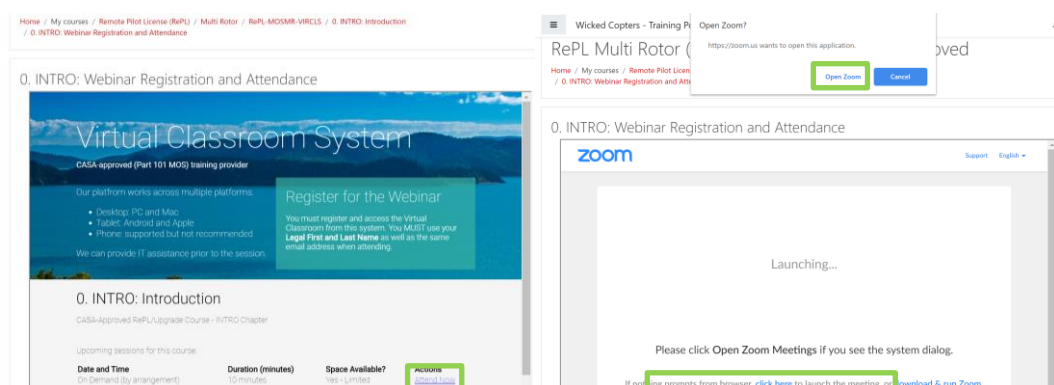 Home / My courses / Remote Pilot License (RePL) / Multi Rotor / RePL-MOSMR-VIRCLS / 0. INTRO: Introduction
/ 0. INTRO: Webinar Registration and Attendance
0. INTRO: Webinar Registration and Attendance
Virtual Classroom System
CASA-approved (Part 101 MOS) training provider
Our platfrom works across multiple platforms.
• Desktop: PC and Mac
• Tablet: Android and Apple
• Phone: supported but not recommended
We can provide IT assistance prior to the session.
Register for the Webinar
You must register and access the Virtual
Classroom from this system. You MUST use your
Legal First and Last Name as well as the same
email address when attending.
0. INTRO: Introduction
CASA-Approved RePL/Upgrade Course - INTRO Chapter
Upcoming sessions for this course:
Date and Time Duration (minutes) Space Available? Actions
On Demand (by arrangement) 10 minutes Yes - Limited Attend Now
Wicked Copters - Training
Open Zoom?
https://zoom.us wants to open this application.
Open Zoom Cancel
RePL Multi Rotor
Home / My courses / Remote Pilot
/ 0. INTRO: Webinar Registration and
0. INTRO: Webinar Registration and Attendance
zoom
Support English
Launching...
Please click Open Zoom Meetings if you see the system dialog.
If prompts from browser, click here to launch the meeting, or download & run Zoom